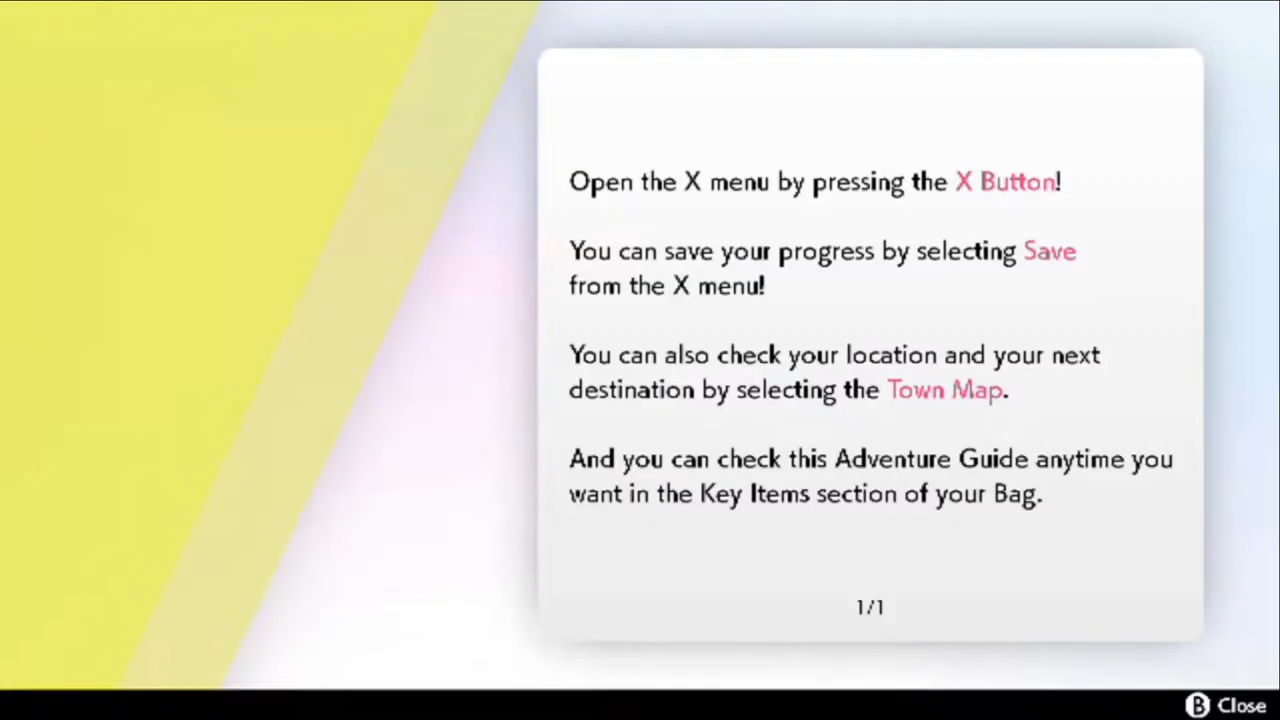 Open the X menu by pressing the X Button!
You can save your progress by selecting Save
from the X menu!
You can also check your location and your next
destination by selecting the Town Map.
And you can check this Adventure Guide anytime you
want in the Key Items section of your Bag.
1/1
B Close